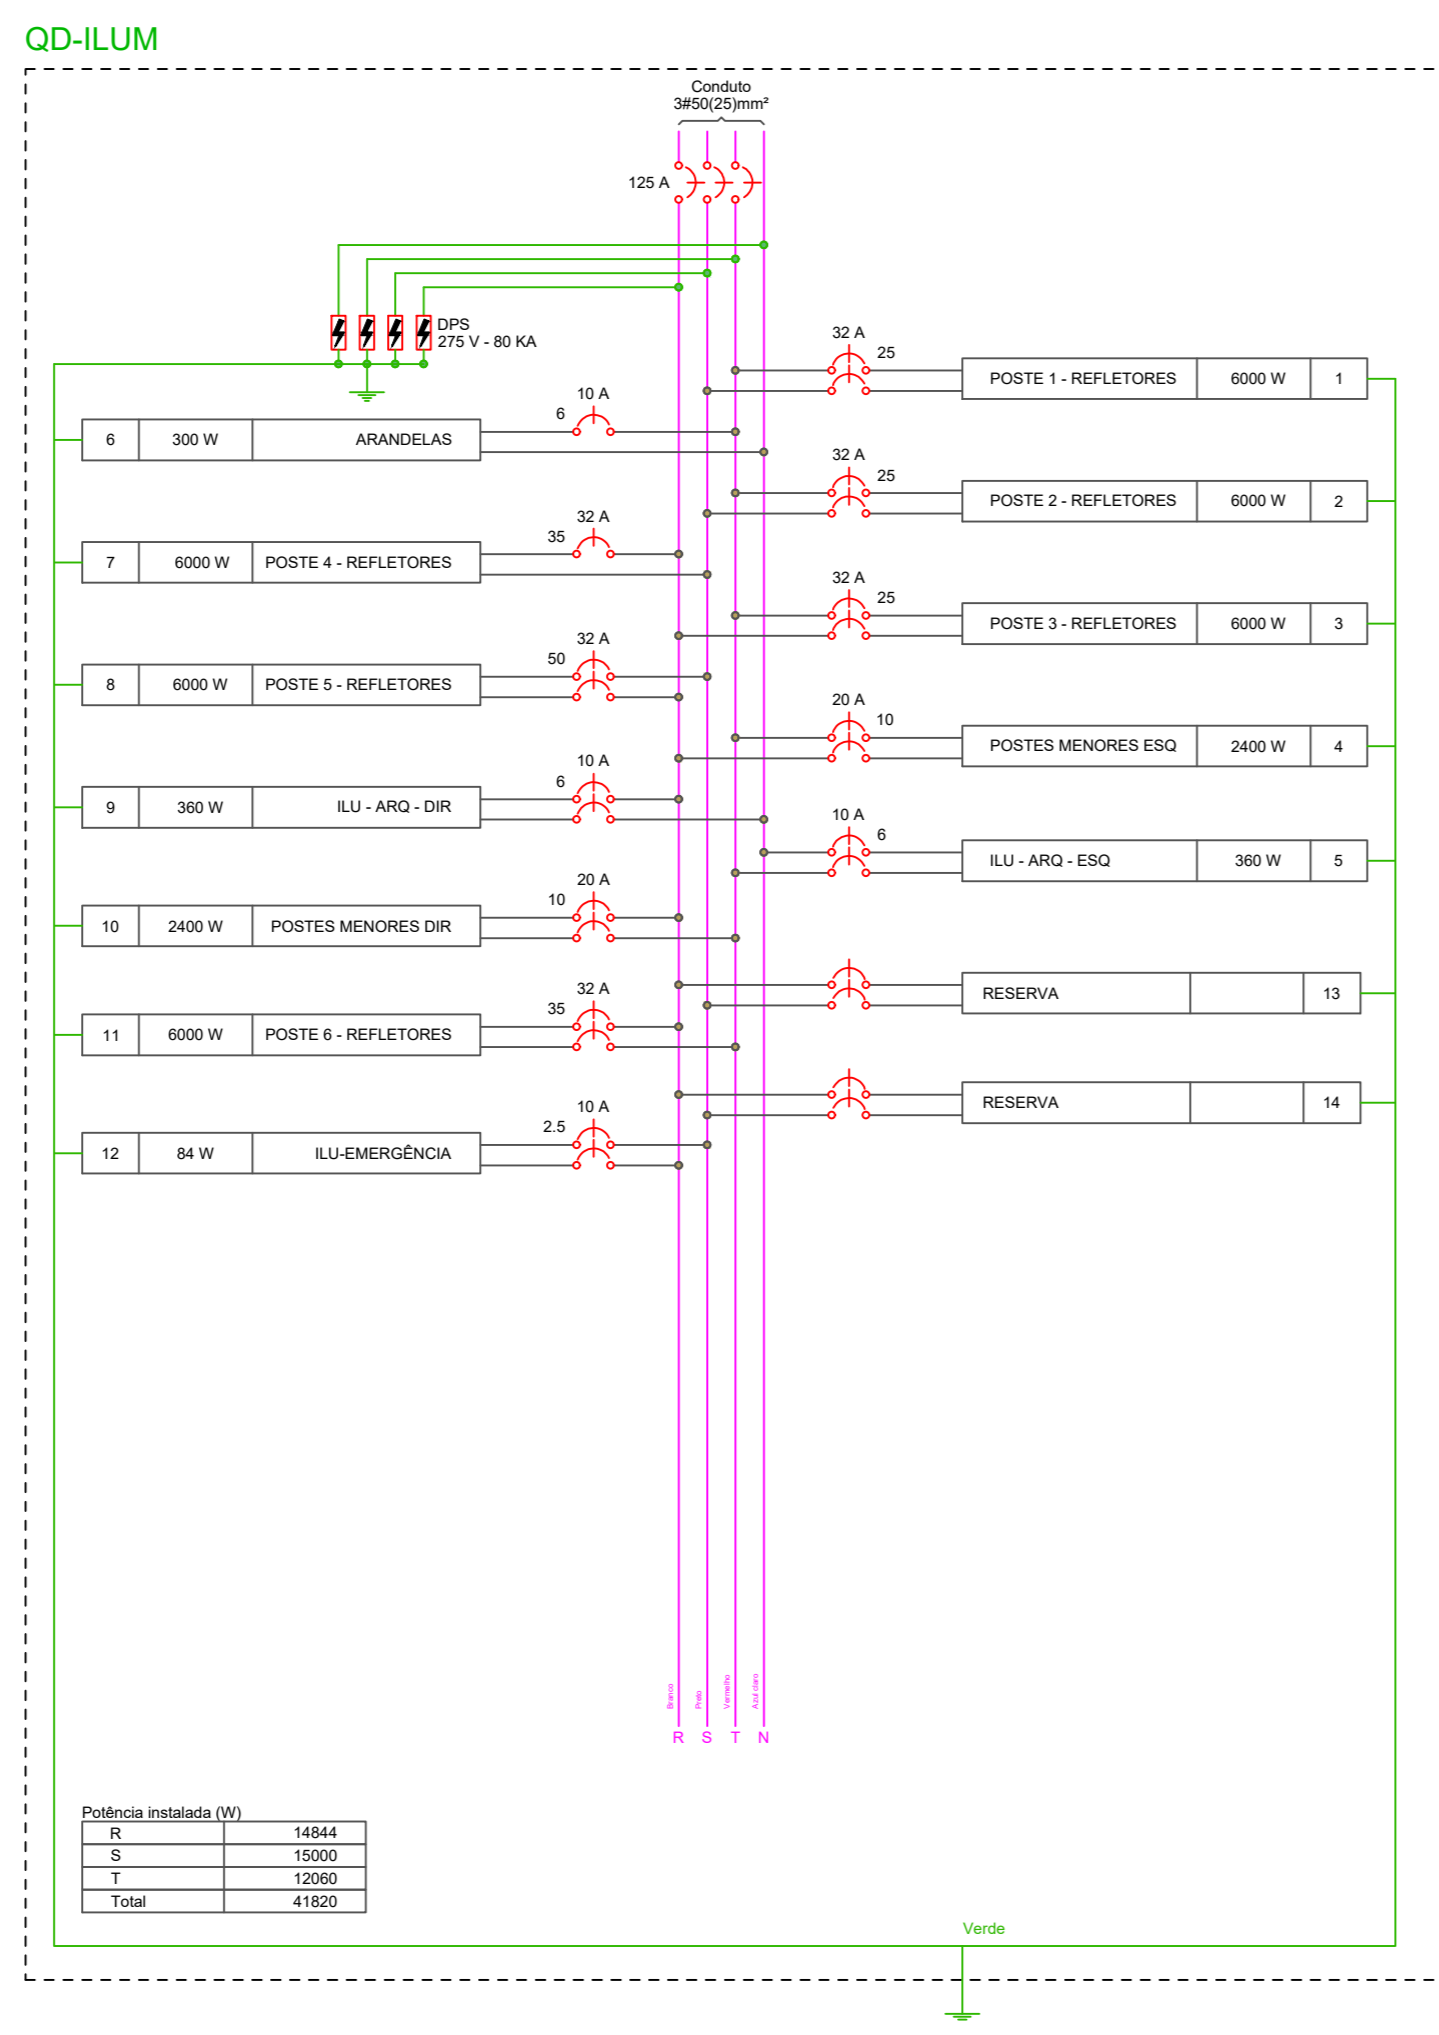 QD-ILUM
Conduto
3#50(25)mm²
125 A
DPS
275 V - 80 KA
32 A
25
POSTE 1 - REFLETORES 6000 W 1
10 A
6
6 300 W ARANDELAS
32 A
25
POSTE 2 - REFLETORES 6000 W 2
32 A
35
7 6000 W POSTE 4 - REFLETORES
32 A
25
POSTE 3 - REFLETORES 6000 W 3
32 A
50
8 6000 W POSTE 5 - REFLETORES
20 A
10
POSTES MENORES ESQ 2400 W 4
10 A
6
9 360 W ILU - ARQ - DIR
10 A
6
ILU - ARQ - ESQ 360 W 5
20 A
10
10 2400 W POSTES MENORES DIR
RESERVA 13
32 A
35
11 6000 W POSTE 6 - REFLETORES
RESERVA 14
10 A
2.5
12 84 W ILU-EMERGÊNCIA
Branco
Preto
Vermelho
Azul claro
R S T N
Potência instalada (W)
R 14844
S 15000
T 12060
Total 41820
Verde